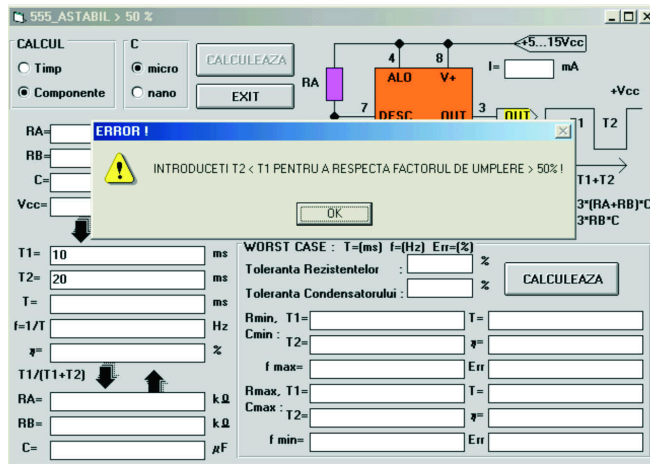 555_ASTABIL > 50 %
CALCUL
Timp
Componente
C
micro
nano
CALCULEAZA
EXIT
+5...15Vcc
4
8
I=
mA
RA
ALO
V+
+Vcc
7
DESC
OUT
3
OUT
T2
RA=
RB=
C=
Vcc=
ERROR !
INTRODUCETI T2 < T1 PENTRU A RESPECTA FACTORUL DE UMPLERE > 50% !
OK
T1+T2
3*(RA+RB)*C
3*RB*C
T1= 10 ms
T2= 20 ms
T= ms
f=1/T Hz
η= %
T1/(T1+T2)
RA= kΩ
RB= kΩ
C= µF
WORST CASE : T=(ms) f=(Hz) Err=(%)
Toleranta Rezistentelor : %
Toleranta Condensatorului : %
CALCULEAZA
Rmin, T1= T=
Cmin : T2= η=
f max= Err
Rmax, T1= T=
Cmax : T2= η=
f min= Err